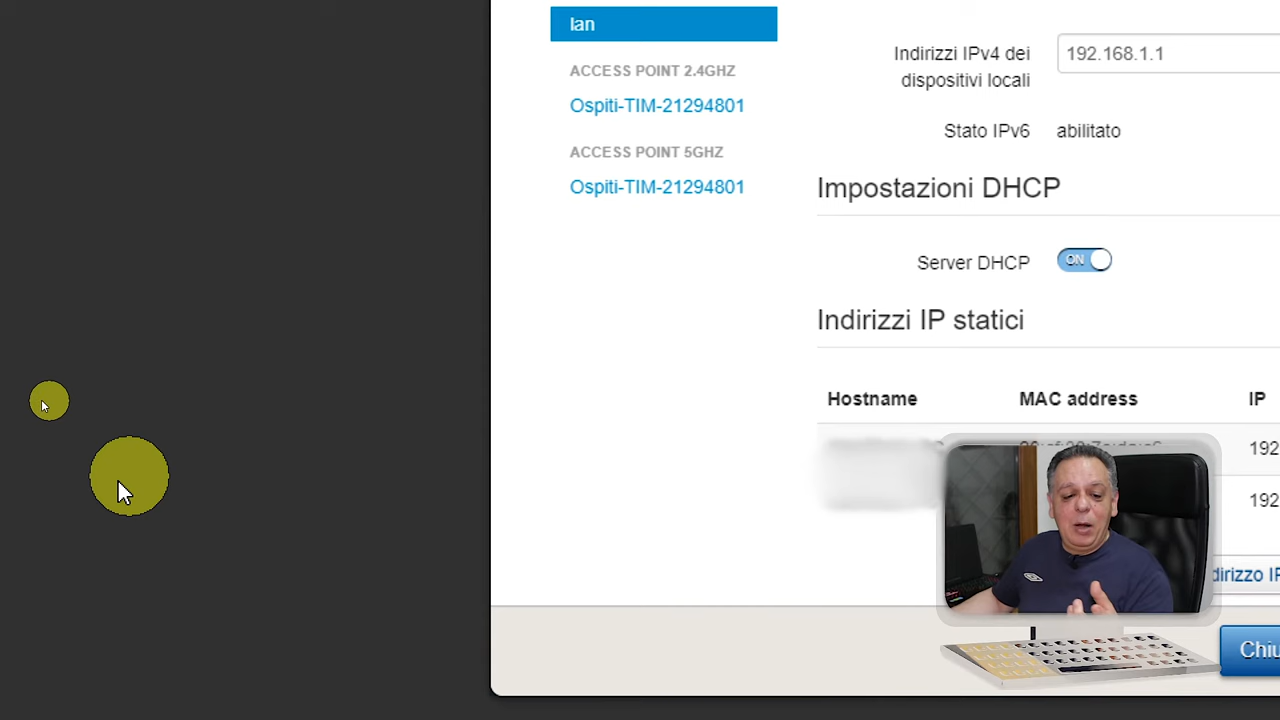 lan
ACCESS POINT 2.4GHZ
Ospiti-TIM-21294801
ACCESS POINT 5GHZ
Ospiti-TIM-21294801
Indirizzi IPv4 dei
dispositivi locali
192.168.1.1
Stato IPv6 abilitato
Impostazioni DHCP
Server DHCP ON
Indirizzi IP statici
Hostname MAC address IP
192
192
dirizzo IP
Chiu